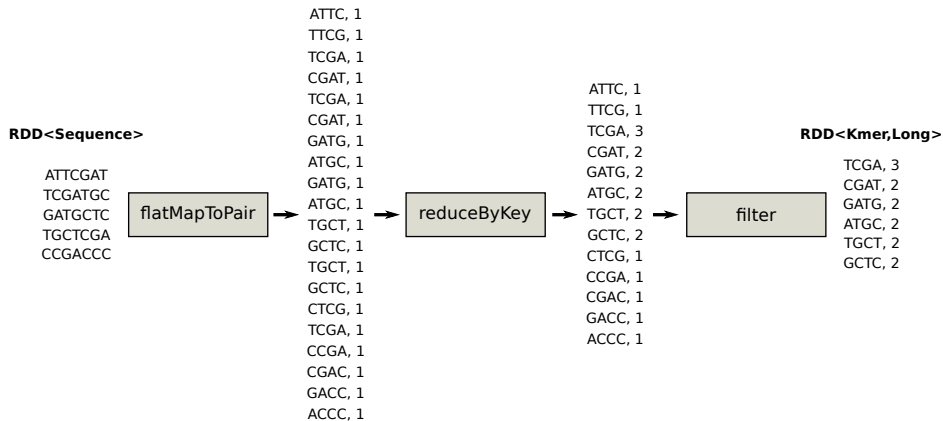 RDD<Sequence>
ATTCGAT
TCGATGC
GATGCTC
TGCTCGA
CCGACCC
flatMapToPair
ATTC, 1
TTCG, 1
TCGA, 1
CGAT, 1
TCGA, 1
CGAT, 1
GATG, 1
ATGC, 1
GATG, 1
ATGC, 1
TGCT, 1
GCTC, 1
TGCT, 1
GCTC, 1
CTCG, 1
TCGA, 1
CCGA, 1
CGAC, 1
GACC, 1
ACCC, 1
reduceByKey
ATTC, 1
TTCG, 1
TCGA, 3
CGAT, 2
GATG, 2
ATGC, 2
TGCT, 2
GCTC, 2
CTCG, 1
CCGA, 1
CGAC, 1
GACC, 1
ACCC, 1
filter
RDD<Kmer,Long>
TCGA, 3
CGAT, 2
GATG, 2
ATGC, 2
TGCT, 2
GCTC, 2